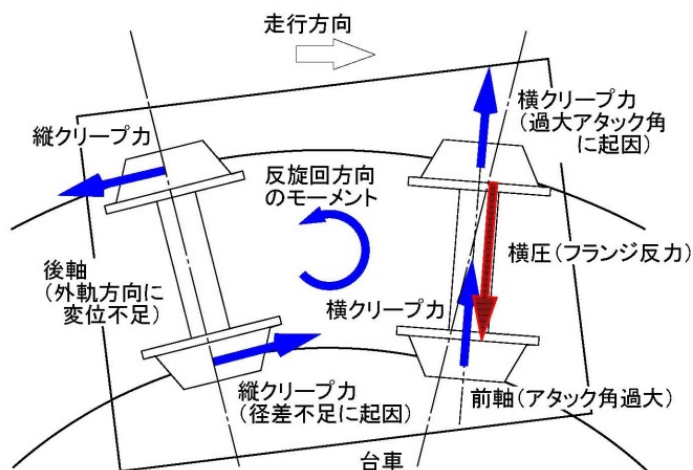 走行方向
横クリープ力
(過大アタック角
に起因)
縦クリープ力
反旋回方向
のモーメント
横圧(フランジ反力)
後軸
(外軌方向に
変位不足)
横クリープ力
縦クリープ力
(径差不足に起因)
前軸(アタック角過大)
台車